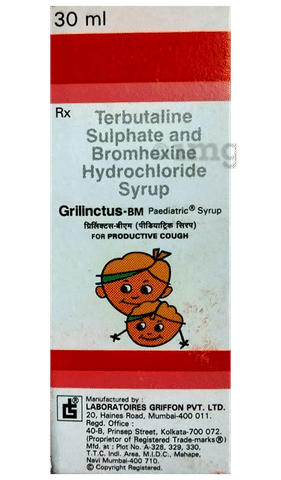 30 ml
Rx
Terbutaline
Sulphate and
Bromhexine
Hydrochloride
Syrup
Grilinctus-BM Paediatric® Syrup
ग्रिलिंक्टस-बीएम (पीडियाट्रिक सिरप)
FOR PRODUCTIVE COUGH
Manufactured by :
LABORATOIRES GRIFFON PVT. LTD.
20, Haines Road, Mumbai-400 011.
Regd. Office :
40-B, Prinsep Street, Kolkata-700 072.
(Proprietor of Registered Trade-marks®)
Mfd. at : Plot No. A-328, 329, 330,
T.T.C. Indl. Area, M.I.D.C., Mahape,
Navi Mumbai-400 710.
© Copyright Registered.